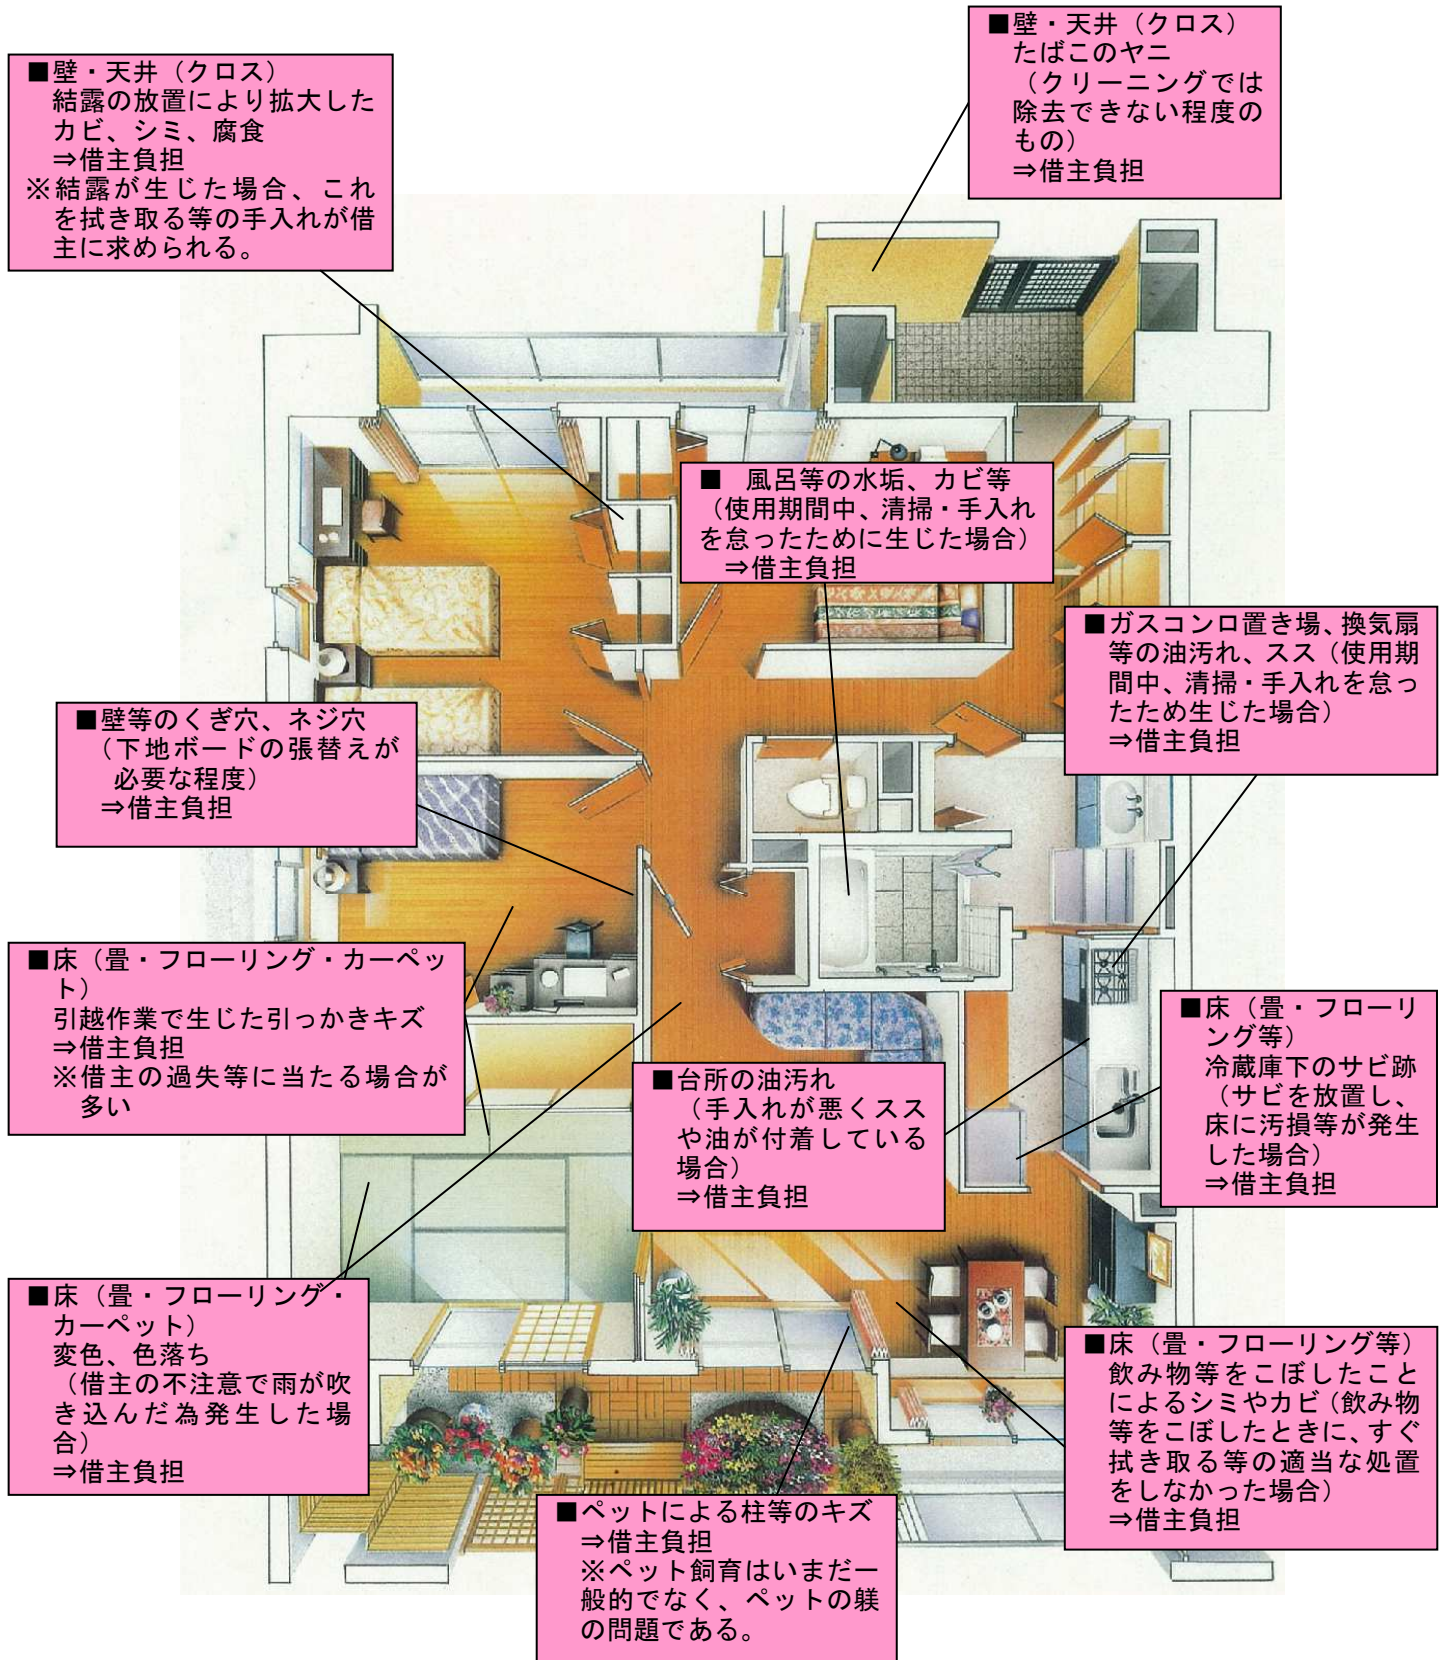 ■壁・天井（クロス）
結露の放置により拡大した
カビ、シミ、腐食
⇒借主負担
※結露が生じた場合、これ
を拭き取る等の手入れが借
主に求められる。
■壁・天井（クロス）
たばこのヤニ
（クリーニングでは
除去できない程度の
もの）
⇒借主負担
■　風呂等の水垢、カビ等
（使用期間中、清掃・手入れ
を怠ったために生じた場合）
⇒借主負担
■ガスコンロ置き場、換気扇
等の油汚れ、スス（使用期
間中、清掃・手入れを怠っ
たため生じた場合）
⇒借主負担
■壁等のくぎ穴、ネジ穴
（下地ボードの張替えが
必要な程度）
⇒借主負担
■床（畳・フローリング・カーペッ
ト）
引越作業で生じた引っかきキズ
⇒借主負担
※借主の過失等に当たる場合が
多い
■床（畳・フローリ
ング等）
冷蔵庫下のサビ跡
（サビを放置し、
床に汚損等が発生
した場合）
⇒借主負担
■台所の油汚れ
（手入れが悪くスス
や油が付着している
場合）
⇒借主負担
■床（畳・フローリング・
カーペット）
変色、色落ち
（借主の不注意で雨が吹
き込んだ為発生した場
合）
⇒借主負担
■床（畳・フローリング等）
飲み物等をこぼしたこと
によるシミやカビ（飲み物
等をこぼしたときに、すぐ
拭き取る等の適当な処置
をしなかった場合）
⇒借主負担
■ペットによる柱等のキズ
⇒借主負担
※ペット飼育はいまだ一
般的でなく、ペットの躾
の問題である。